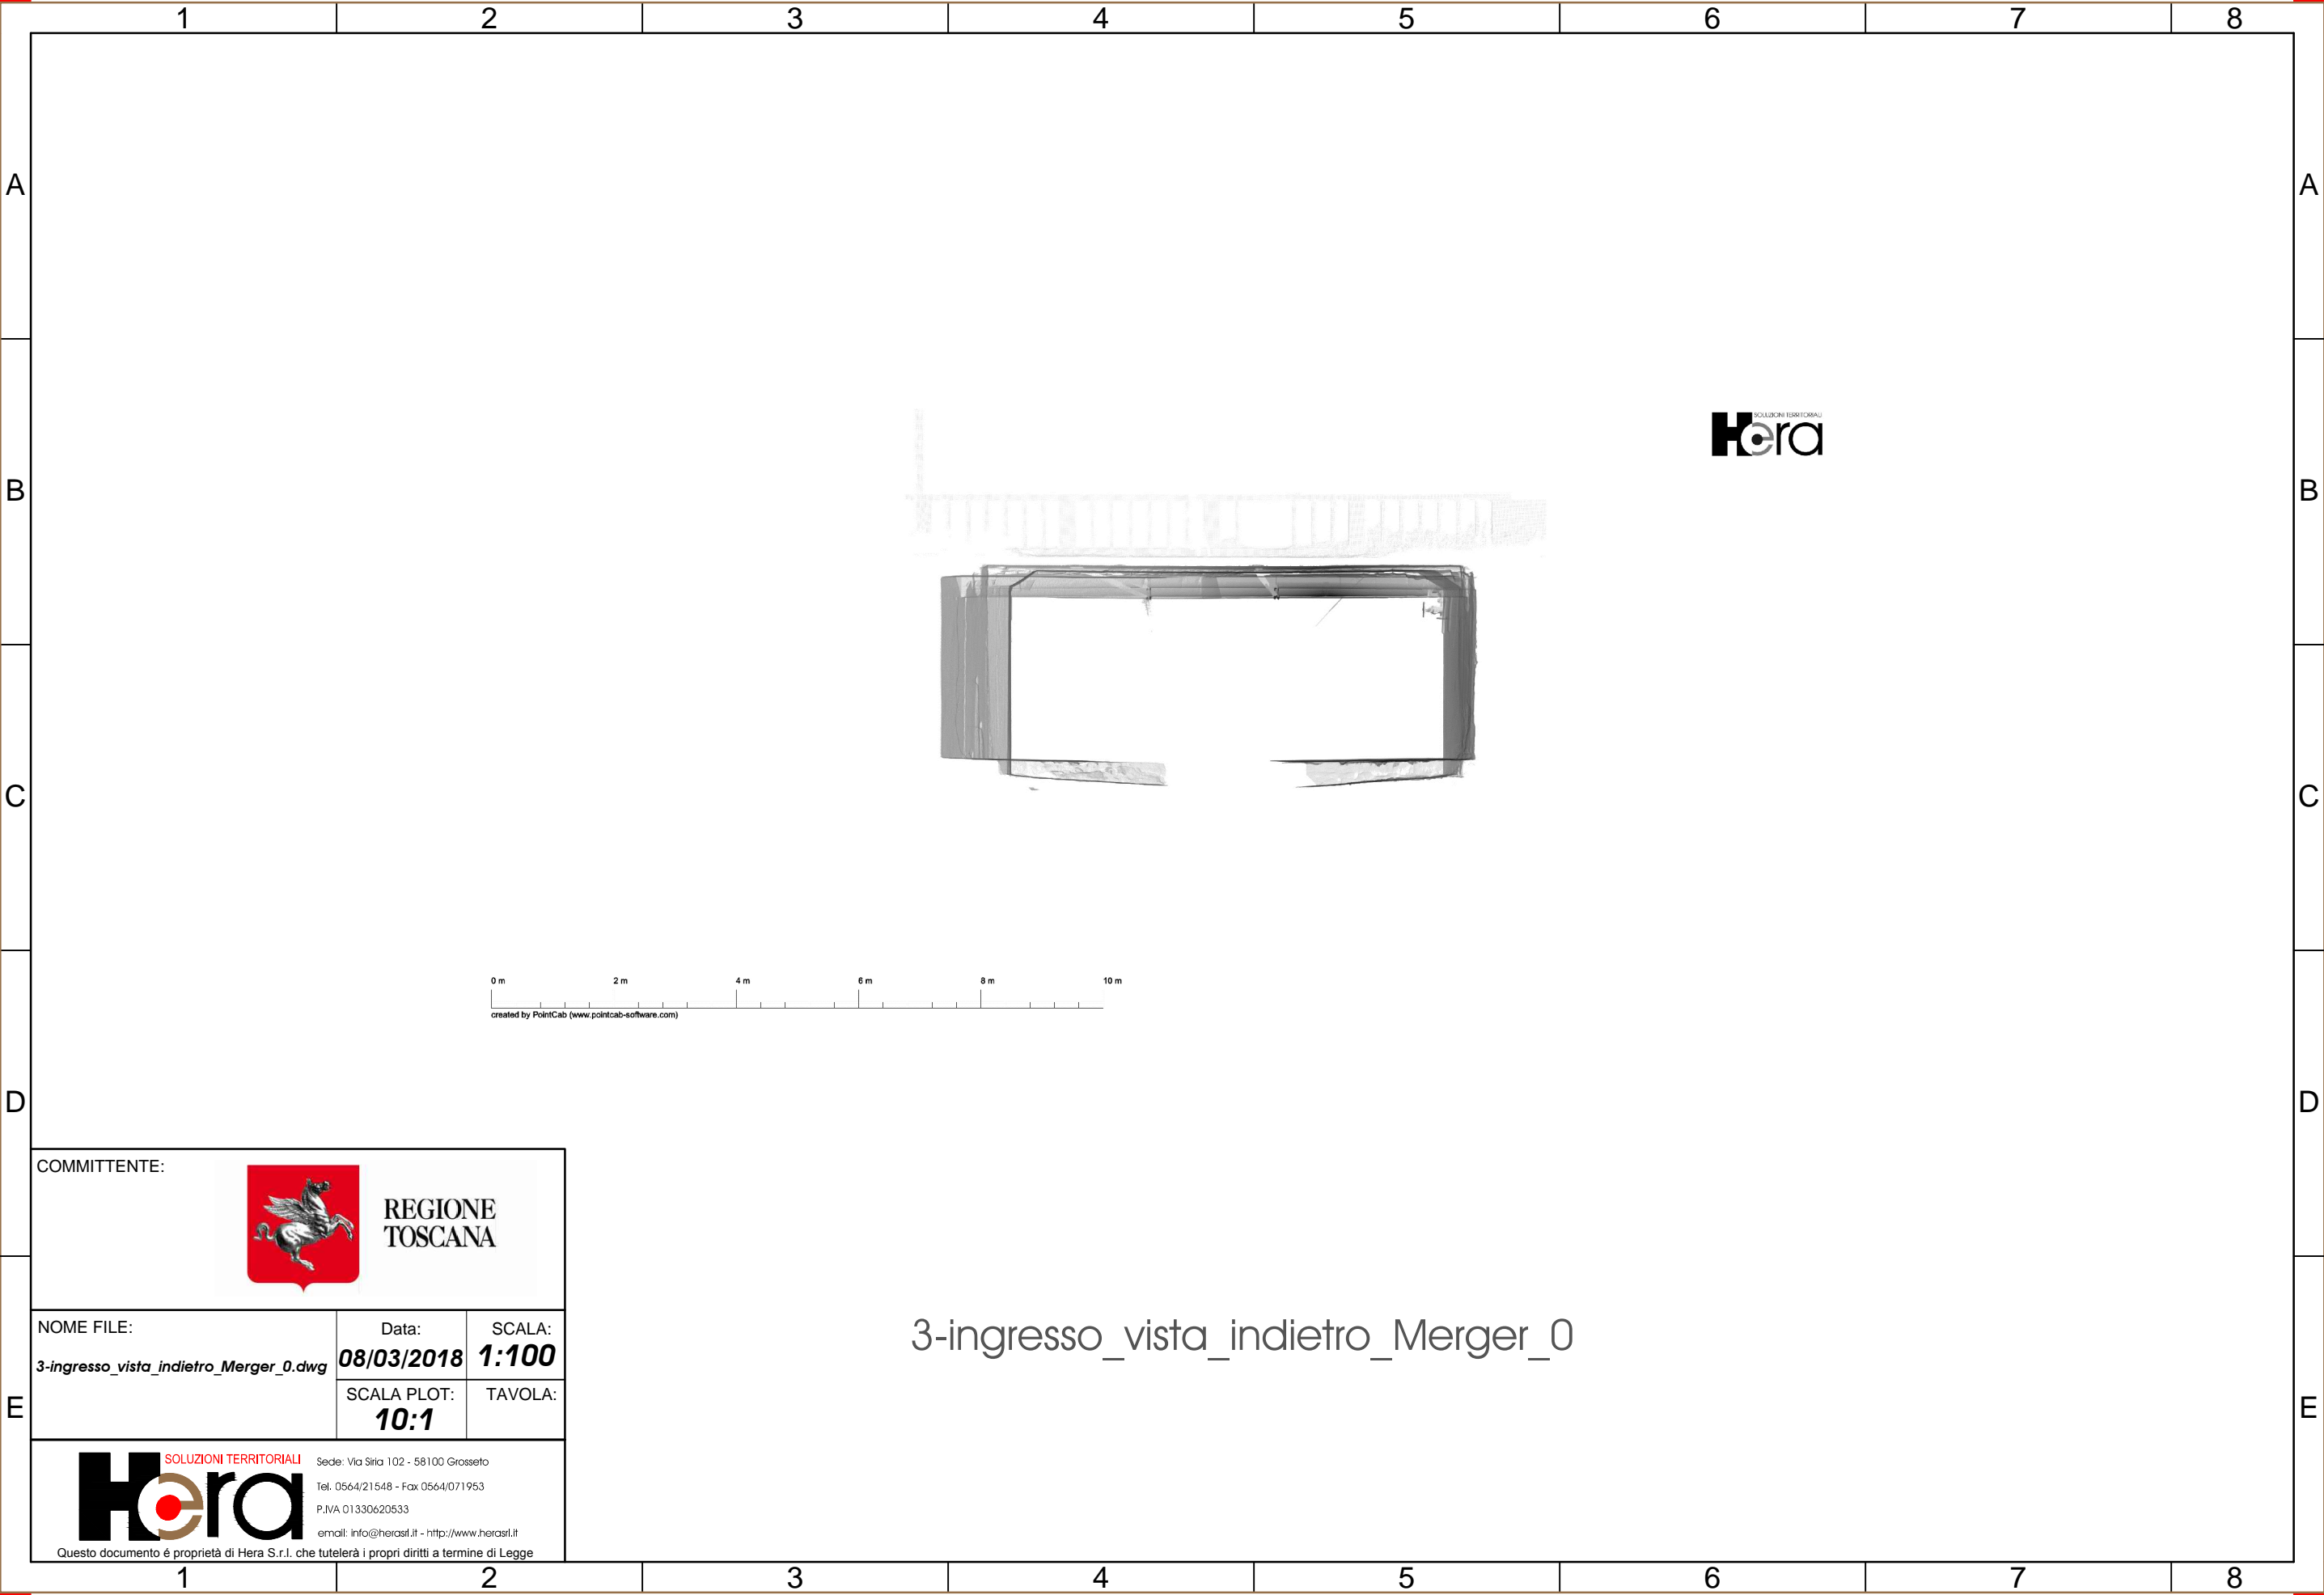 1 2 3 4 5 6 7 8
A A
SOLUZIONI TERRITORIALI
Hera
B B
C C
0 m 2 m 4 m 6 m 8 m 10 m
created by PointCab (www.pointcab-software.com)
D D
COMMITTENTE:
REGIONE
TOSCANA
NOME FILE:
3-ingresso_vista_indietro_Merger_0.dwg
Data:
08/03/2018
SCALA:
1:100
SCALA PLOT:
10:1
TAVOLA:
3-ingresso_vista_indietro_Merger_0
E E
SOLUZIONI TERRITORIALI
Hera
Sede: Via Siria 102 - 58100 Grosseto
Tel. 0564/21548 - Fax 0564/071953
P.IVA 01330620533
email: info@herasrl.it - http://www.herasrl.it
Questo documento é proprietà di Hera S.r.l. che tutelerà i propri diritti a termine di Legge
1 2 3 4 5 6 7 8